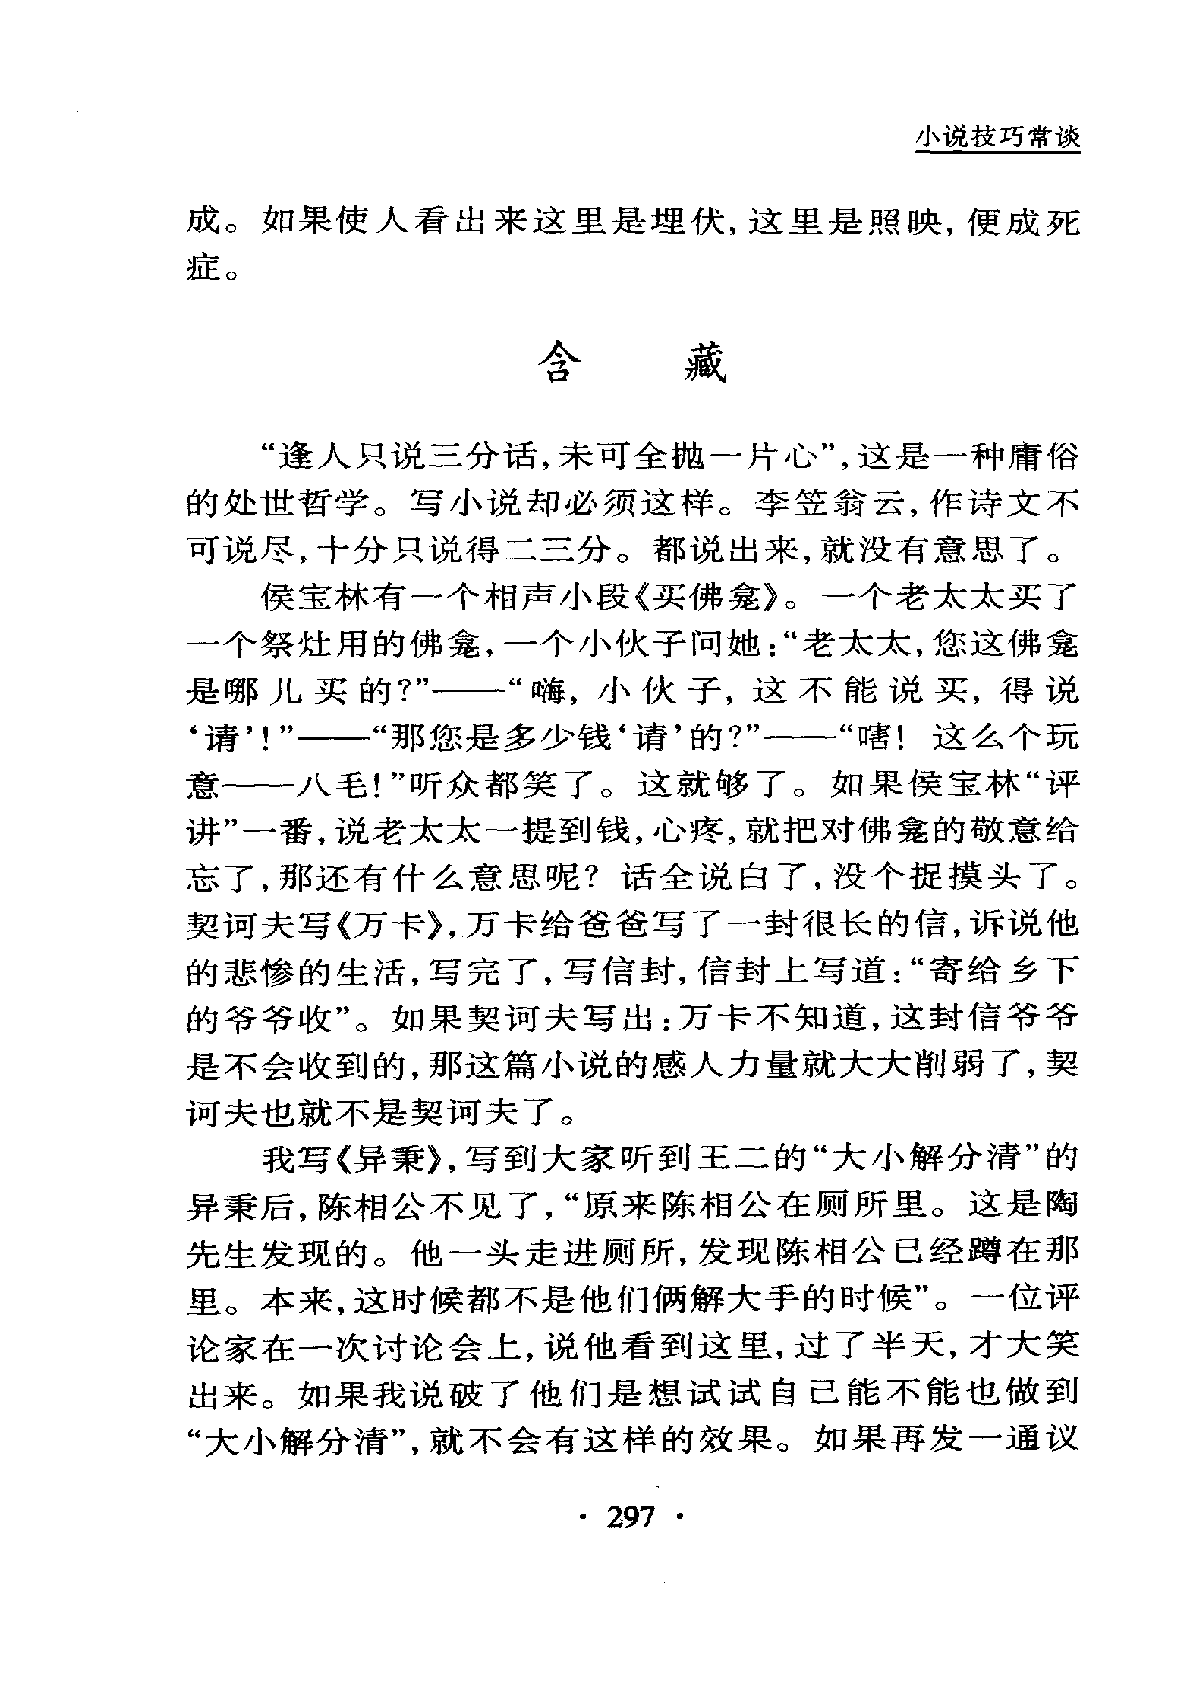 小说技巧常谈
成。如果使人看出来这里是埋伏,这里是照映,便成死
症。
含 藏
“逢人只说三分话,未可全抛一片心”,这是一种庸俗
的处世哲学。写小说却必须这样。李笠翁云,作诗文不
可说尽,十分只说得二三分。都说出来,就没有意思了。
侯宝林有一个相声小段《买佛龛》。一个老太太买了
一个祭灶用的佛龛,一个小伙子问她:“老太太,您这佛龛
是哪儿买的?”——“嗨,小伙子,这不能说买,得说
‘请’!”——“那您是多少钱‘请’的?”——“嗐!这么个玩
意——八毛!”听众都笑了。这就够了。如果侯宝林“评
讲”一番,说老太太一提到钱,心疼,就把对佛龛的敬意给
忘了,那还有什么意思呢?话全说白了,没个捉摸头了。
契诃夫写《万卡》,万卡给爸爸写了一封很长的信,诉说他
的悲惨的生活,写完了,写信封,信封上写道:“寄给乡下
的爷爷收”。如果契诃夫写出:万卡不知道,这封信爷爷
是不会收到的,那这篇小说的感人力量就大大削弱了,契
诃夫也就不是契诃夫了。
我写《异秉》,写到大家听到王二的“大小解分清”的
异秉后,陈相公不见了,“原来陈相公在厕所里。这是陶
先生发现的。他一头走进厕所,发现陈相公已经蹲在那
里。本来,这时候都不是他们俩解大手的时候”。一位评
论家在一次讨论会上,说他看到这里,过了半天,才大笑
出来。如果我说破了他们是想试试自己能不能也做到
“大小解分清”,就不会有这样的效果。如果再发一通议
· 297 ·